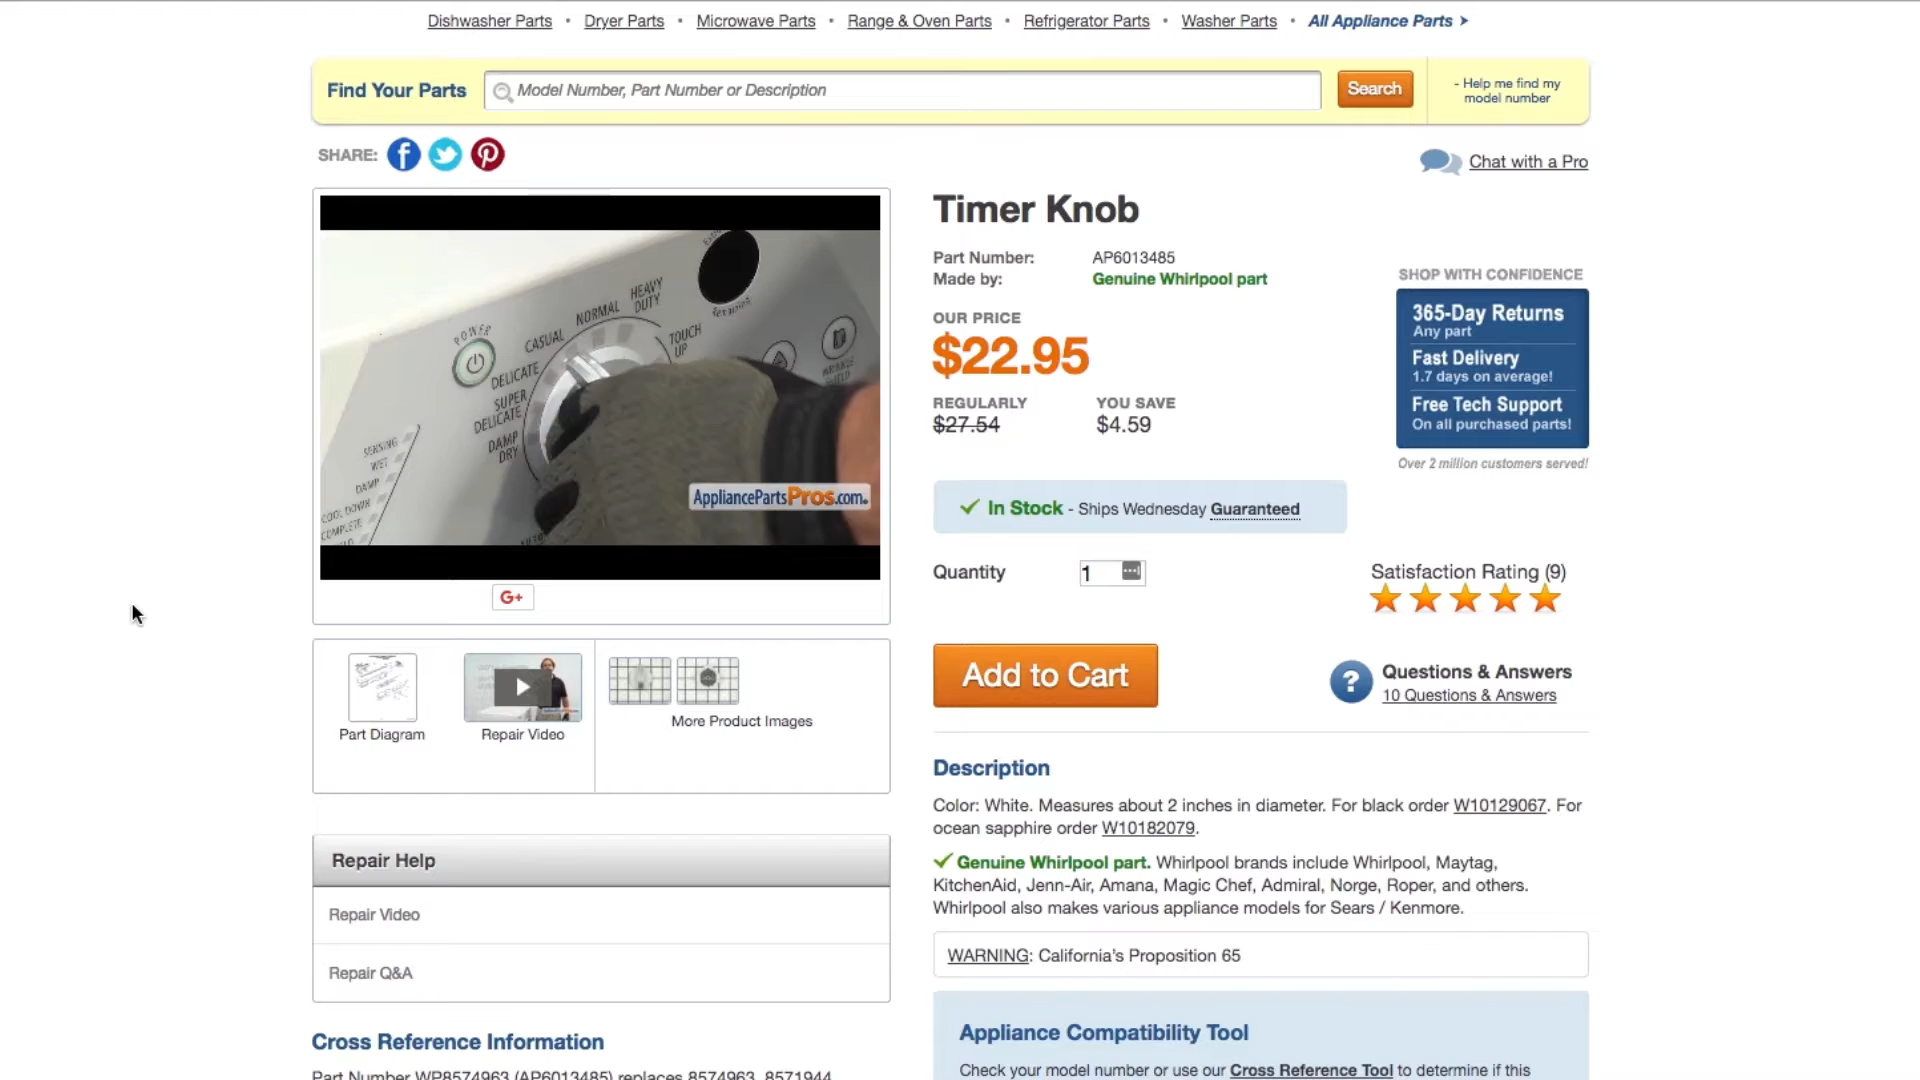 Dishwasher Parts • Dryer Parts • Microwave Parts • Range & Oven Parts • Refrigerator Parts • Washer Parts • All Appliance Parts
Find Your Parts Model Number, Part Number or Description Search - Help me find my model number
SHARE:
Chat with a Pro
POWER
DELICATE
CASUAL
NORMAL
HEAVY DUTY
TOUCH UP
SUPER DELICATE
DAMP DRY
SENSING
WET
DAMP
COOL DOWN
COMPLETE
AppliancePartsPros.com
G+
Part Diagram
Repair Video
More Product Images
Repair Help
Repair Video
Repair Q&A
Cross Reference Information
Part Number WP8574963 (AP6013485) replaces 8574963, 8571944
Timer Knob
Part Number: AP6013485
Made by: Genuine Whirlpool part
OUR PRICE
$22.95
REGULARLY YOU SAVE
$27.54 $4.59
SHOP WITH CONFIDENCE
365-Day Returns
Any part
Fast Delivery
1.7 days on average!
Free Tech Support
On all purchased parts!
Over 2 million customers served!
In Stock - Ships Wednesday Guaranteed
Quantity 1
Satisfaction Rating (9)
Add to Cart
Questions & Answers
10 Questions & Answers
Description
Color: White. Measures about 2 inches in diameter. For black order W10129067. For
ocean sapphire order W10182079.
Genuine Whirlpool part. Whirlpool brands include Whirlpool, Maytag,
KitchenAid, Jenn-Air, Amana, Magic Chef, Admiral, Norge, Roper, and others.
Whirlpool also makes various appliance models for Sears / Kenmore.
WARNING: California's Proposition 65
Appliance Compatibility Tool
Check your model number or use our Cross Reference Tool to determine if this